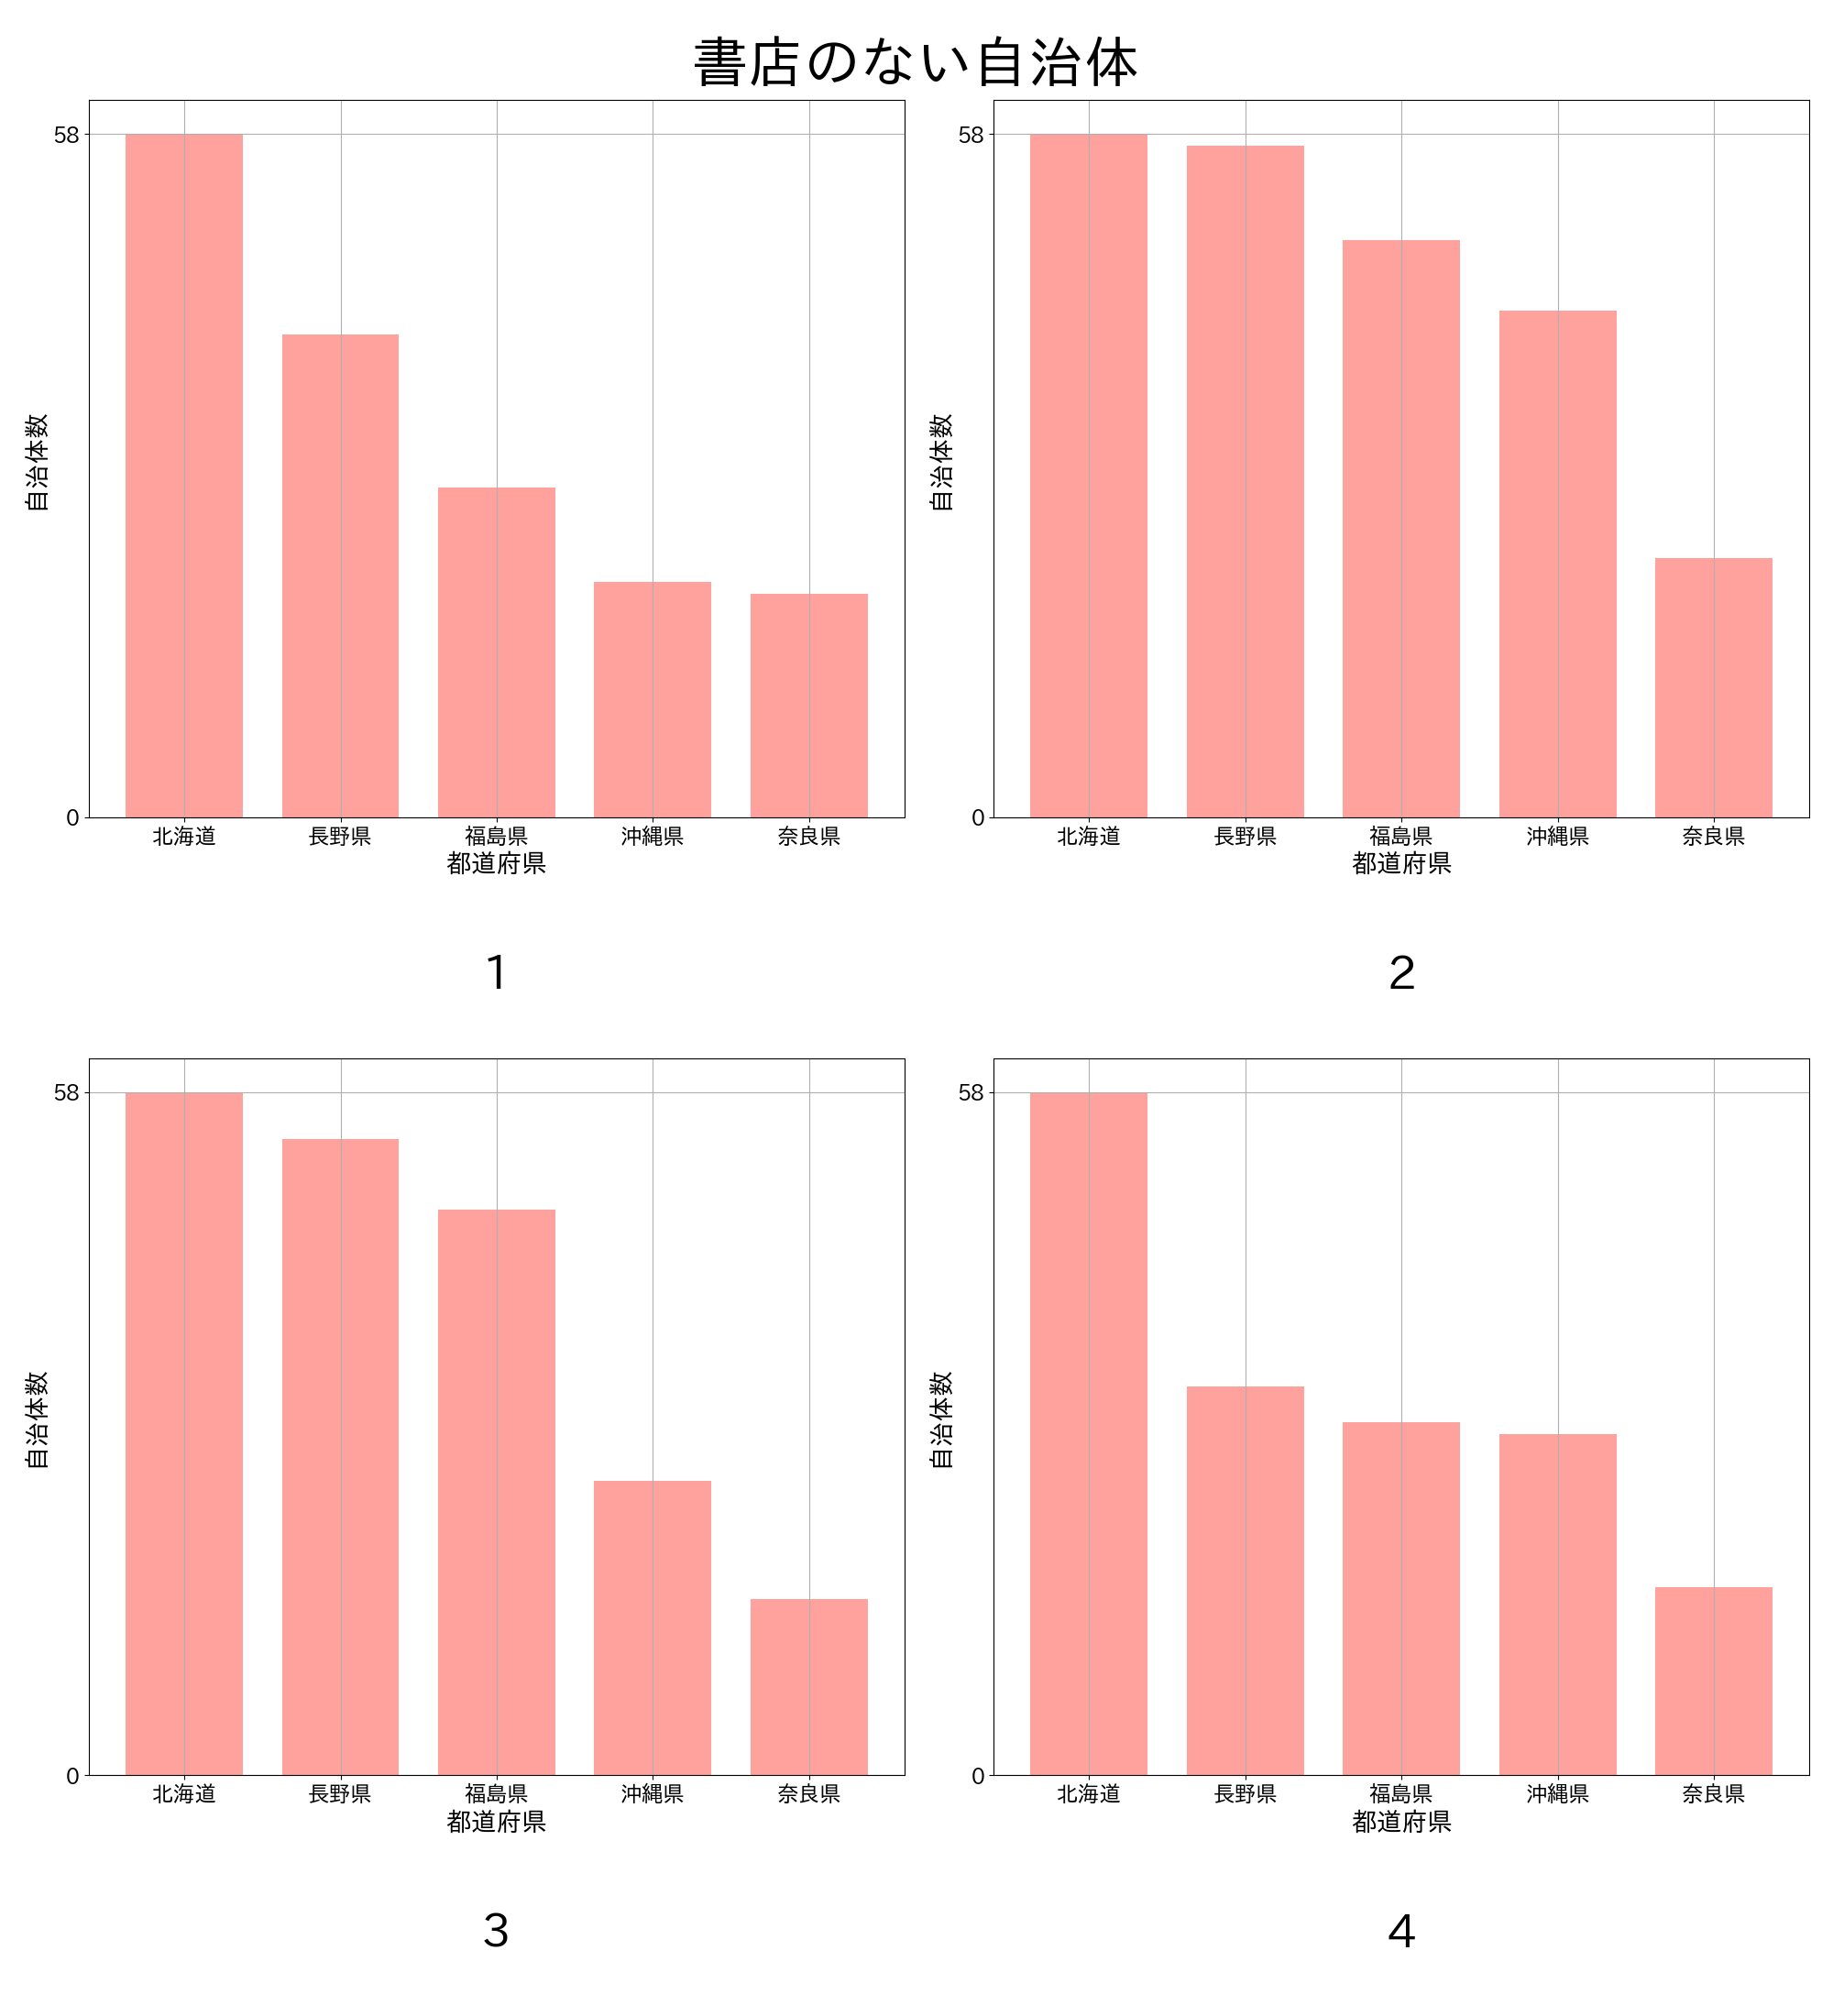 書店のない自治体
58
0
自治体数
北海道 長野県 福島県 沖縄県 奈良県
都道府県
1
58
0
自治体数
北海道 長野県 福島県 沖縄県 奈良県
都道府県
2
58
0
自治体数
北海道 長野県 福島県 沖縄県 奈良県
都道府県
3
58
0
自治体数
北海道 長野県 福島県 沖縄県 奈良県
都道府県
4